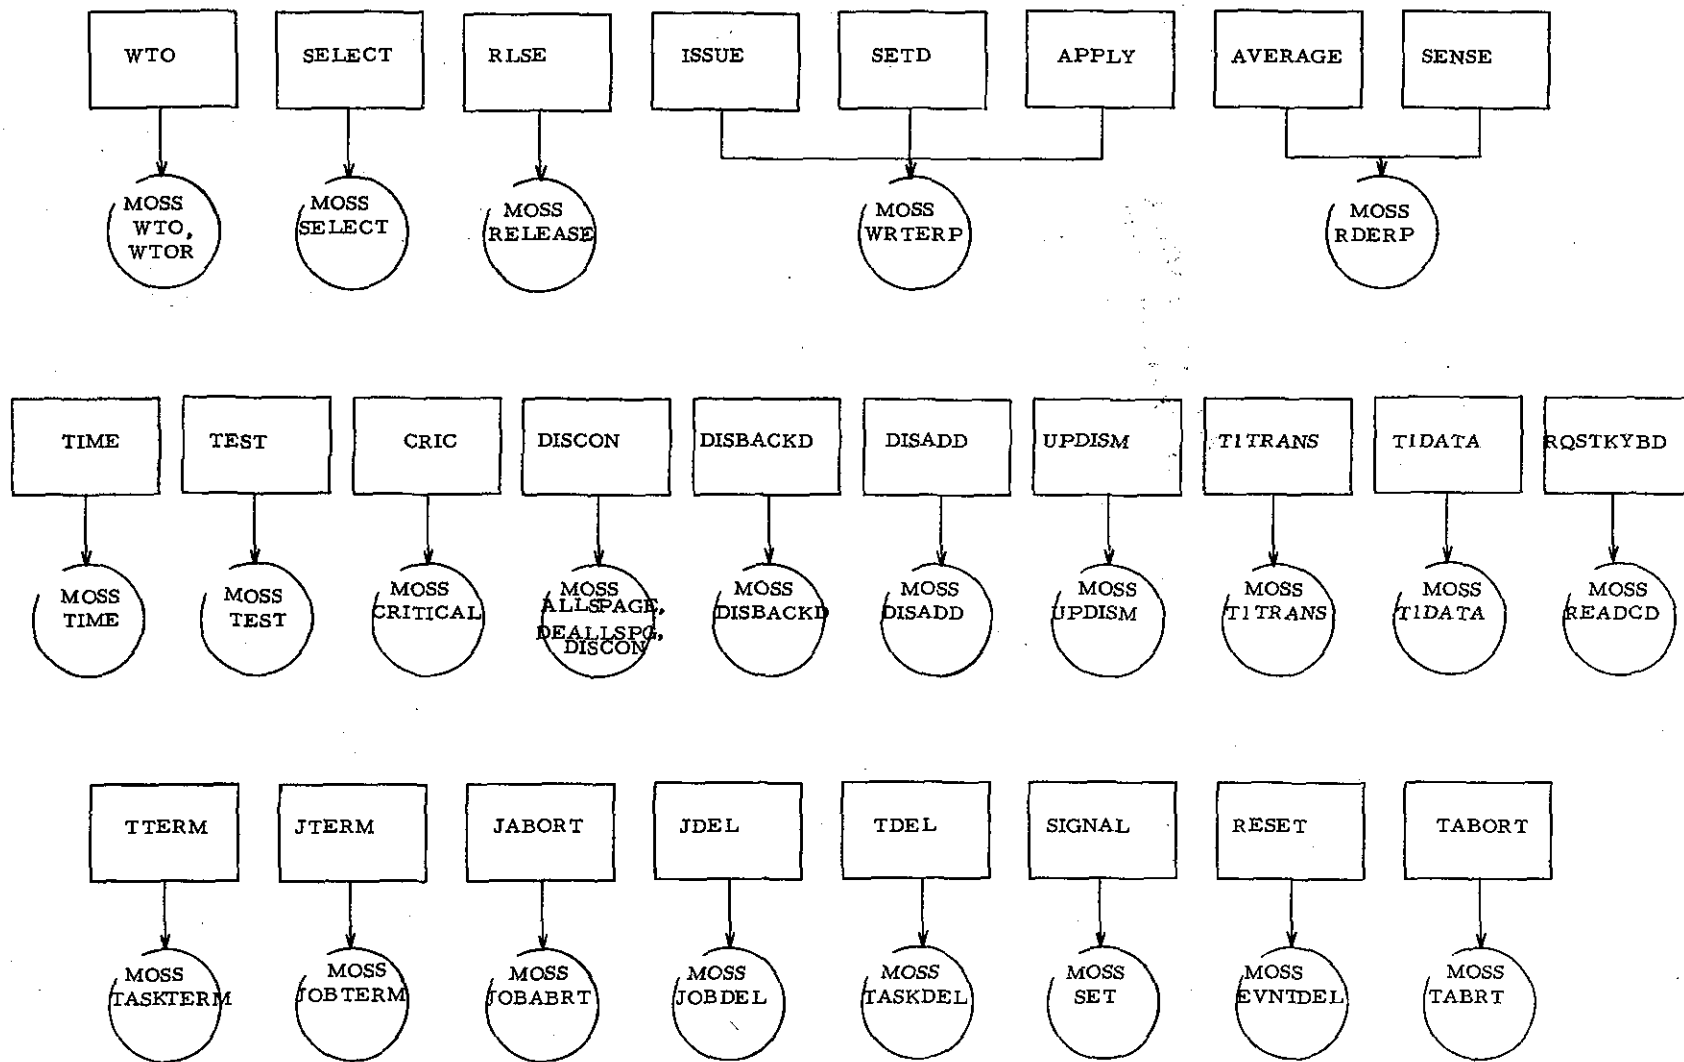 WTO
SELECT
RLSE
ISSUE
SETD
APPLY
AVERAGE
SENSE
MOSS
WTO,
WTOR
MOSS
SELECT
MOSS
RELEASE
MOSS
WRTERP
MOSS
RDERP
TIME
TEST
CRIC
DISCON
DISBACKD
DISADD
UPDISM
T1TRANS
T1DATA
RQSTKYBD
MOSS
TIME
MOSS
TEST
MOSS
CRITICAL
MOSS
ALLSPAGE,
DEALLSPG,
DISCON
MOSS
DISBACKD
MOSS
DISADD
MOSS
UPDISM
MOSS
T1TRANS
MOSS
T1DATA
MOSS
READCD
TTERM
JTERM
JABORT
JDEL
TDEL
SIGNAL
RESET
TABORT
MOSS
TASKTERM
MOSS
JOBTERM
MOSS
JOBABRT
MOSS
JOBDEL
MOSS
TASKDEL
MOSS
SET
MOSS
EVNTDEL
MOSS
TABRT